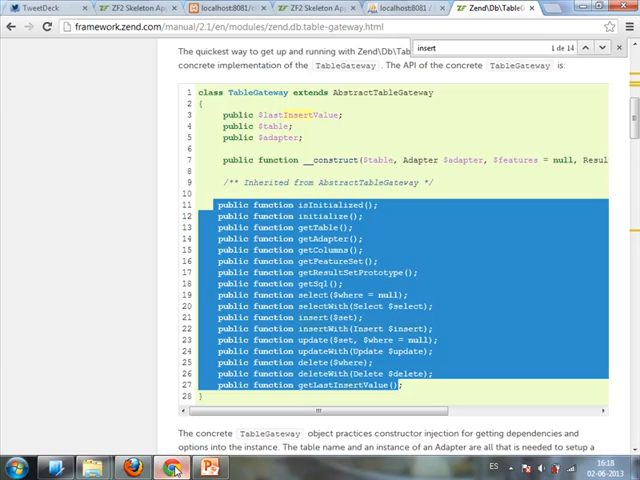 TweetDeck
ZF2 Skeleton App
localhost:8080/o
ZF2 Skeleton App
localhost:8080 /
Zend\Db\TableG
framework.zend.com/manual/2.1/en/modules/zend.db.table-gateway.html
insert
1 de 14
The quickest way to get up and running with Zend\Db\Tab
concrete implementation of the TableGateway. The API of the concrete TableGateway is:
1 class TableGateway extends AbstractTableGateway
2 {
3 public $lastInsertValue;
4 public $table;
5 public $adapter;
6
7 public function __construct($table, Adapter $adapter, $features = null, Resul
8
9 /** Inherited from AbstractTableGateway */
10
11 public function isInitialized();
12 public function initialize();
13 public function getTable();
14 public function getAdapter();
15 public function getColumns();
16 public function getFeatureSet();
17 public function getResultSetPrototype();
18 public function getSql();
19 public function select($where = null);
20 public function selectWith(Select $select);
21 public function insert($set);
22 public function insertWith(Insert $insert);
23 public function update($set, $where = null);
24 public function updateWith(Update $update);
25 public function delete($where);
26 public function deleteWith(Delete $delete);
27 public function getLastInsertValue();
28 }
The concrete TableGateway object practices constructor injection for getting dependencies and
options into the instance. The table name and an instance of an Adapter are all that is needed to setup a
ES
16:18
02-06-2013